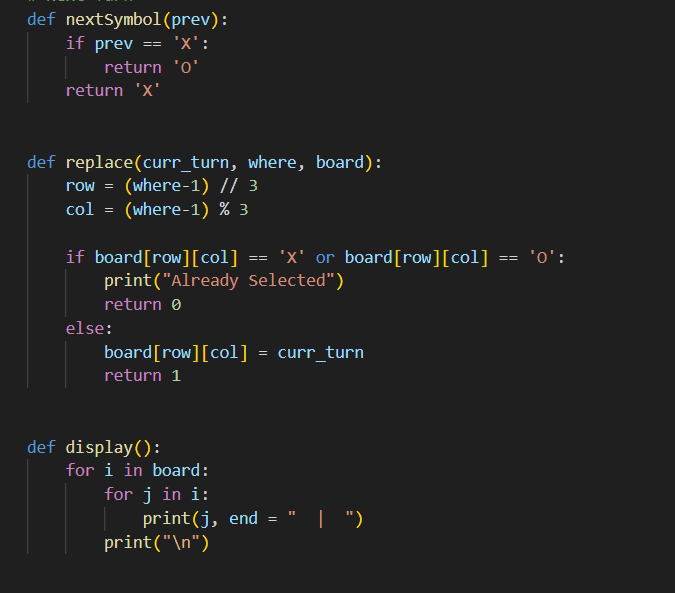 def nextSymbol(prev):
    if prev == 'X':
        return 'O'
    return 'X'
def replace(curr_turn, where, board):
    row = (where-1) // 3
    col = (where-1) % 3
    if board[row][col] == 'X' or board[row][col] == 'O':
        print("Already Selected")
        return 0
    else:
        board[row][col] = curr_turn
        return 1
def display():
    for i in board:
        for j in i:
            print(j, end = "  |  ")
        print("\n")